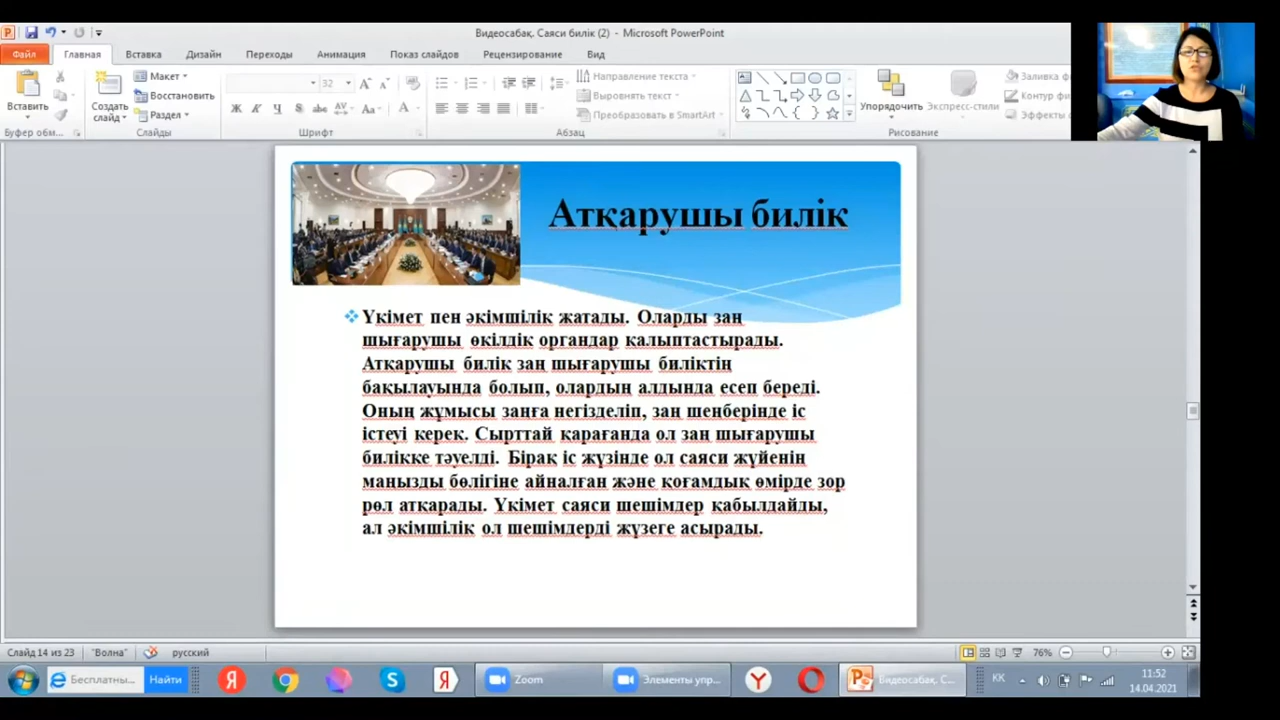 Видеосабақ. Саяси билік (2) - Microsoft PowerPoint
Файл Главная Вставка Дизайн Переходы Анимация Показ слайдов Рецензирование Вид
Вставить
Буфер обм...
Создать слайд
Макет
Восстановить
Раздел
Слайды
32
Ж К Ч S abc AV Aa А
Шрифт
Направление текста
Выровнять текст
Преобразовать в SmartArt
Абзац
Упорядочить
Экспресс-стили
Заливка ф
Контур фи
Эффекты
Рисование
Атқарушы билік
Үкімет пен әкімшілік жатады. Оларды заң
шығарушы өкілдік органдар қалыптастырады.
Атқарушы билік заң шығарушы биліктің
бақылауында болып, олардың алдында есеп береді.
Оның жұмысы заңға негізделіп, заң шеңберінде іс
істеуі керек. Сырттай қарағанда ол заң шығарушы
билікке тәуелді. Бірақ іс жүзінде ол саяси жүйенің
маңызды бөлігіне айналған және қоғамдық өмірде зор
рөл атқарады. Үкімет саяси шешімдер қабылдайды,
ал әкімшілік ол шешімдерді жүзеге асырады.
Слайд 14 из 23 "Волна" русский 76%
Бесплатны... Найти Zoom Элементы упр... Видеосабақ. С... KK 11:52
14.04.2021